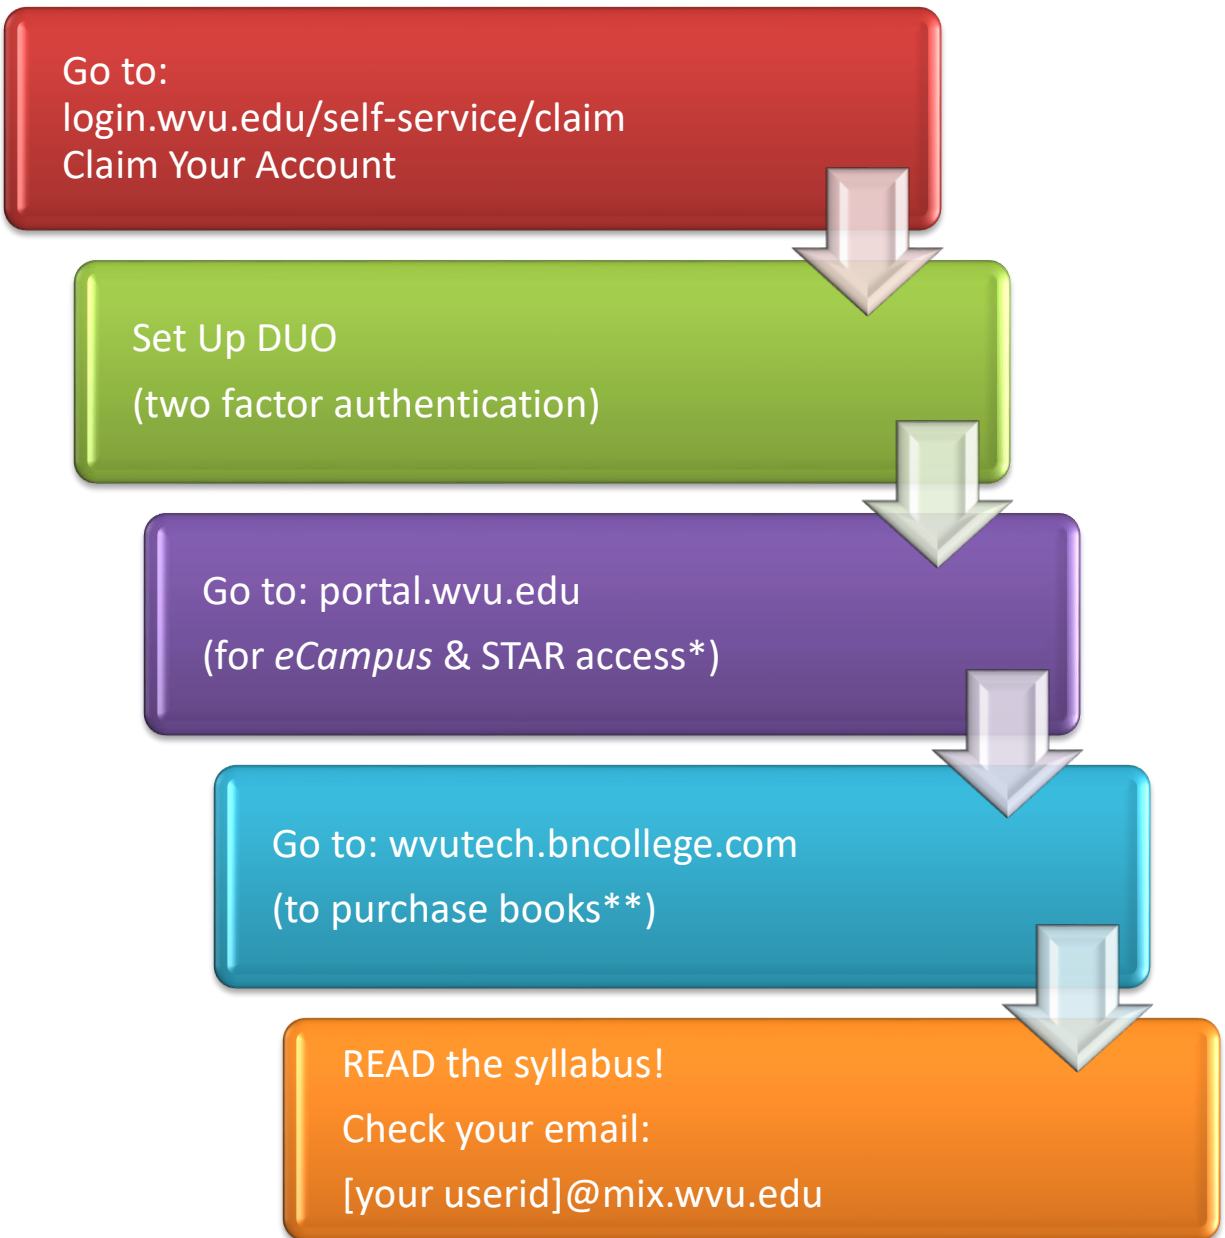 Go to:
login.wvu.edu/self-service/claim
Claim Your Account
Set Up DUO
(two factor authentication)
Go to: portal.wvu.edu
(for eCampus & STAR access*)
Go to: wvutech.bncollege.com
(to purchase books**)
READ the syllabus!
Check your email:
[your userid]@mix.wvu.edu